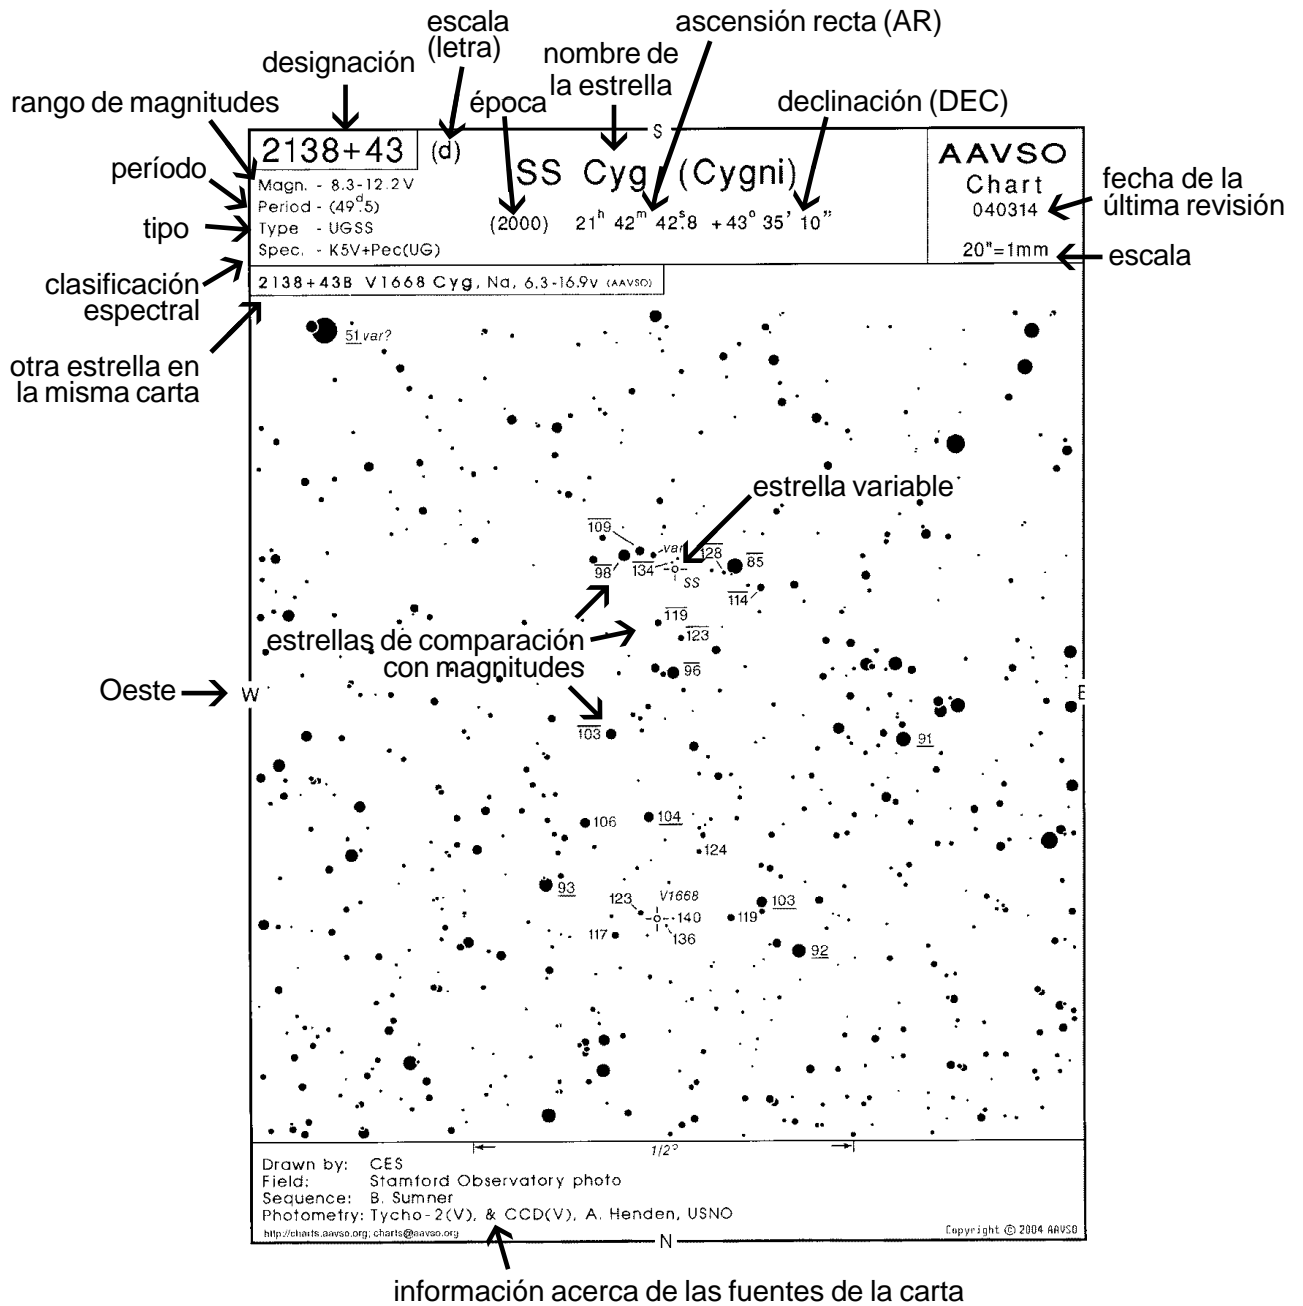 escala
(letra)
ascensión recta (AR)
nombre de
la estrella
designación
rango de magnitudes
época
declinación (DEC)
S
2138+43
(d)
SS Cyg (Cygni)
AAVSO
Chart
040314
20"=1mm
período
tipo
clasificación
espectral
Magn. - 8.3-12.2V
Period - (49ᵈ.5)
Type - UGSS
Spec. - K5V+Pec(UG)
(2000) 21ʰ 42ᵐ 42ˢ.8 +43° 35' 10"
fecha de la
última revisión
escala
2138+43B V1668 Cyg, Na, 6.3-16.9v (AAVSO)
otra estrella en
la misma carta
51 var?
estrella variable
109
var
128
85
98
134
SS
114
119
123
estrellas de comparación
con magnitudes
96
Oeste
W
E
103
91
106
104
124
93
V1668
123
140
119
103
117
136
92
1/2°
Drawn by: CES
Field: Stamford Observatory photo
Sequence: B. Sumner
Photometry: Tycho-2(V), & CCD(V), A. Henden, USNO
http://charts.aavso.org; charts@aavso.org
Copyright © 2004 AAVSO
N
información acerca de las fuentes de la carta